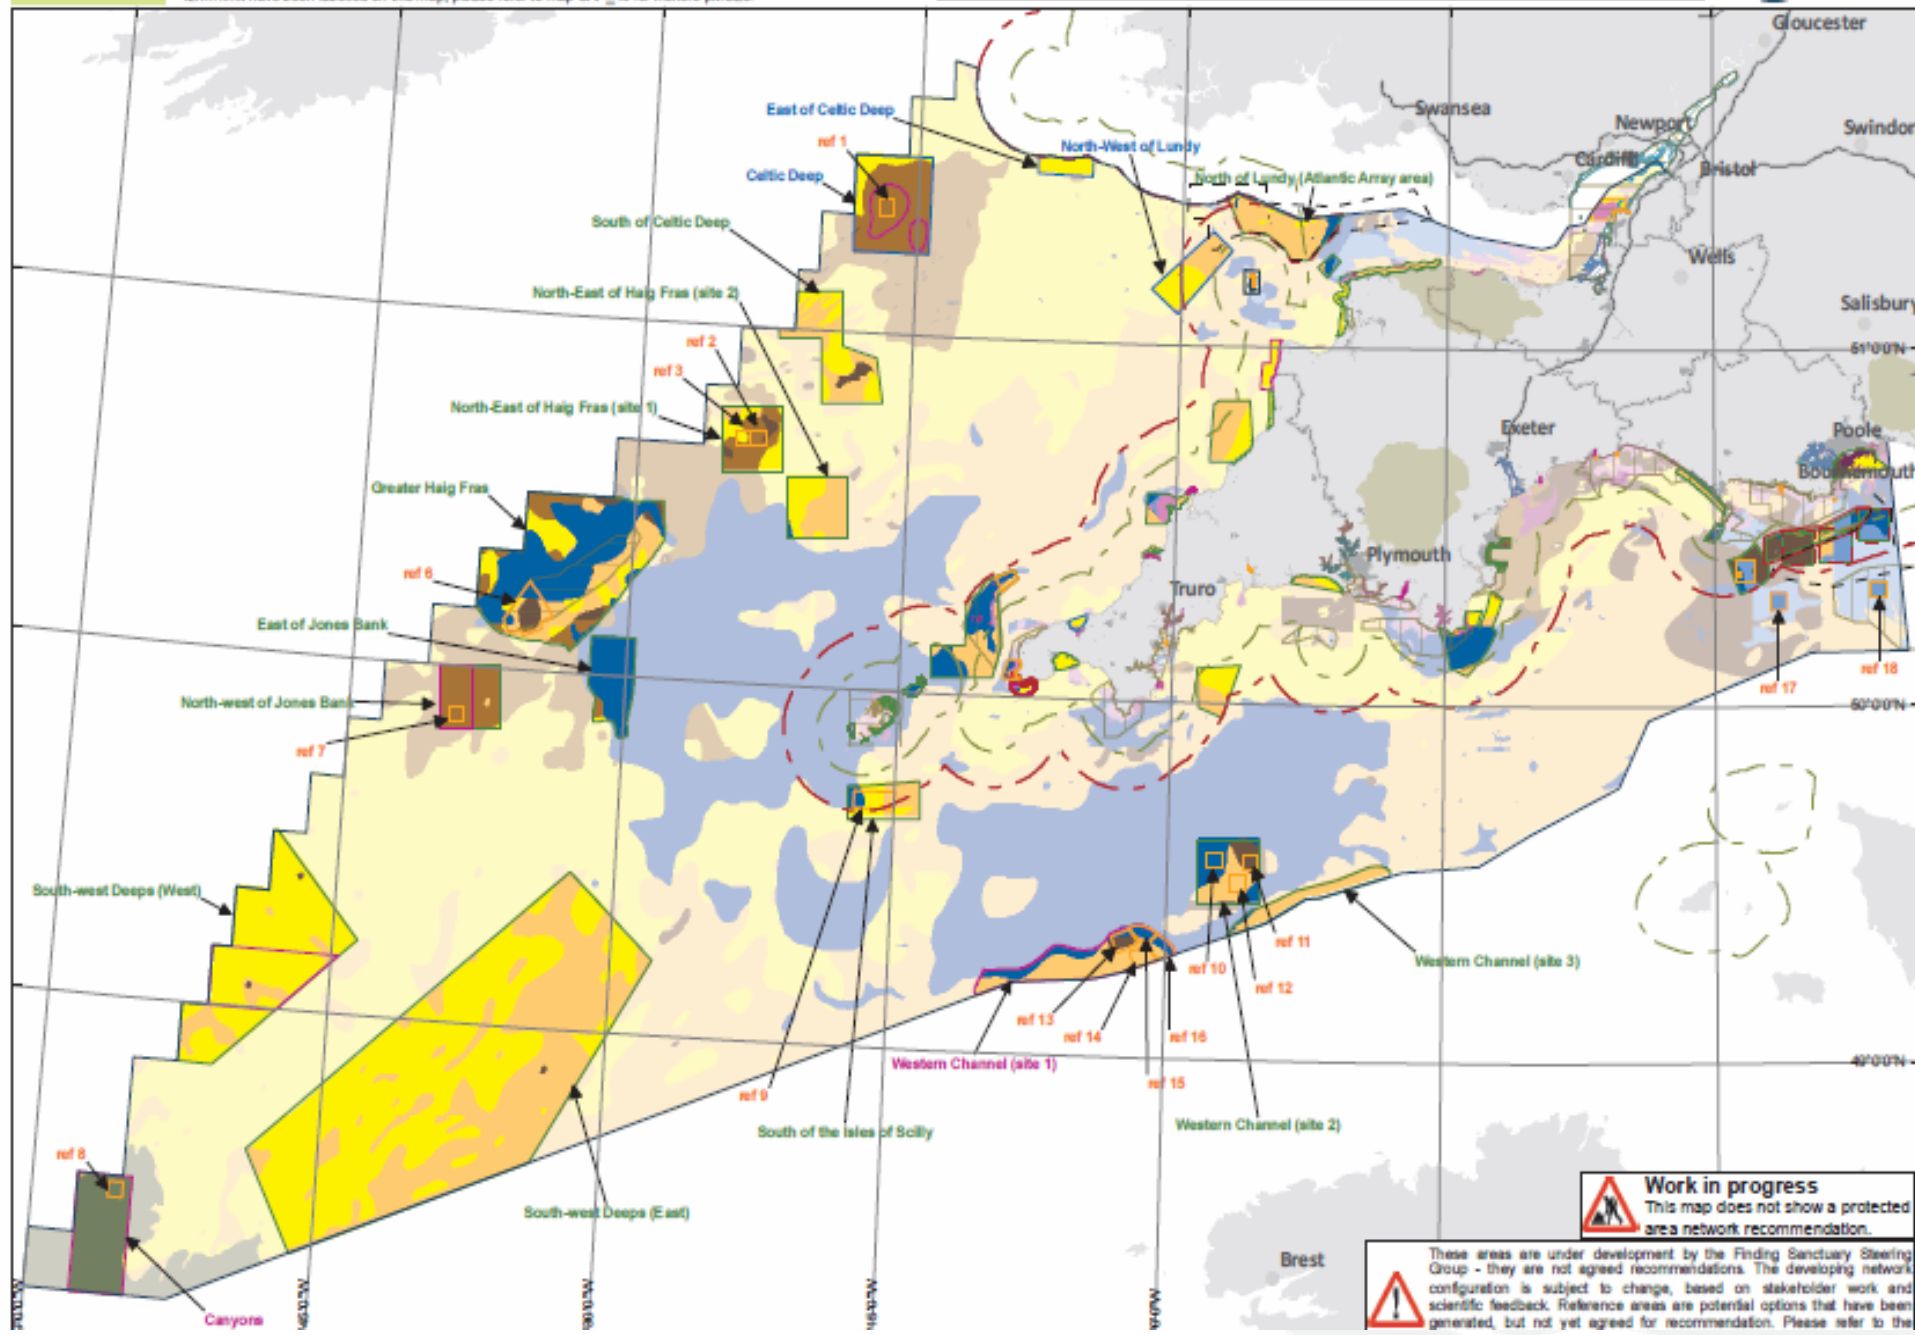 Gloucester
Swansea
East of Celtic Deep
Newport
Swindon
ref 1
North-West of Lundy
Cardiff
Bristol
Celtic Deep
North of Lundy (Atlantic Array area)
South of Celtic Deep
Wells
North-East of Haig Fras (site 2)
Salisbury
ref 2
51°0'0"N
ref 3
North-East of Haig Fras (site 1)
Exeter
Poole
Bournemouth
Greater Haig Fras
Plymouth
ref 6
Truro
East of Jones Bank
ref 18
ref 17
North-west of Jones Bank
50°0'0"N
ref 7
South-west Deeps (West)
ref 11
Western Channel (site 3)
ref 10
ref 12
ref 13
ref 14
ref 16
Western Channel (site 1)
49°0'0"N
ref 15
ref 9
Western Channel (site 2)
South of the Isles of Scilly
ref 8
South-west Deeps (East)
Work in progress
This map does not show a protected
area network recommendation.
Brest
These areas are under development by the Finding Sanctuary Steering
Group - they are not agreed recommendations. The developing network
configuration is subject to change, based on stakeholder work and
scientific feedback. Reference areas are potential options that have been
generated, but not yet agreed for recommendation. Please refer to the
Canyons